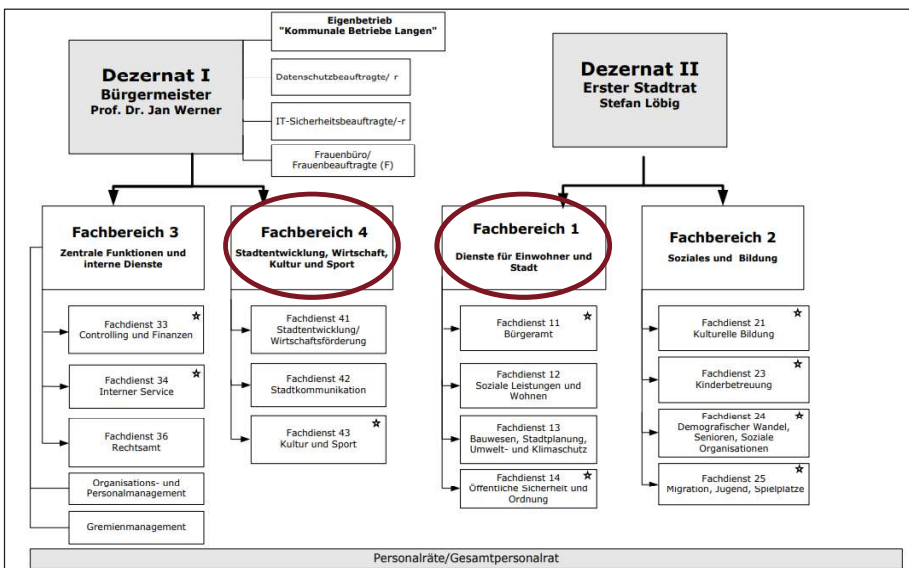 Eigenbetrieb
"Kommunale Betriebe Langen"
Dezernat I
Bürgermeister
Prof. Dr. Jan Werner
Datenschutzbeauftragte/ r
IT-Sicherheitsbeauftragte/-r
Frauenbüro/
Frauenbeauftragte (F)
Dezernat II
Erster Stadtrat
Stefan Löbig
Fachbereich 3
Zentrale Funktionen und
interne Dienste
Fachbereich 4
Stadtentwicklung, Wirtschaft,
Kultur und Sport
Fachbereich 1
Dienste für Einwohner und
Stadt
Fachbereich 2
Soziales und Bildung
Fachdienst 33
Controlling und Finanzen
Fachdienst 34
Interner Service
Fachdienst 36
Rechtsamt
Organisations- und
Personalmanagement
Gremienmanagement
Fachdienst 41
Stadtentwicklung/
Wirtschaftsförderung
Fachdienst 42
Stadtkommunikation
Fachdienst 43
Kultur und Sport
Fachdienst 11
Bürgeramt
Fachdienst 12
Soziale Leistungen und
Wohnen
Fachdienst 13
Bauwesen, Stadtplanung,
Umwelt- und Klimaschutz
Fachdienst 14
Öffentliche Sicherheit und
Ordnung
Fachdienst 21
Kulturelle Bildung
Fachdienst 23
Kinderbetreuung
Fachdienst 24
Demografischer Wandel,
Senioren, Soziale
Organisationen
Fachdienst 25
Migration, Jugend, Spielplätze
Personalräte/Gesamtpersonalrat